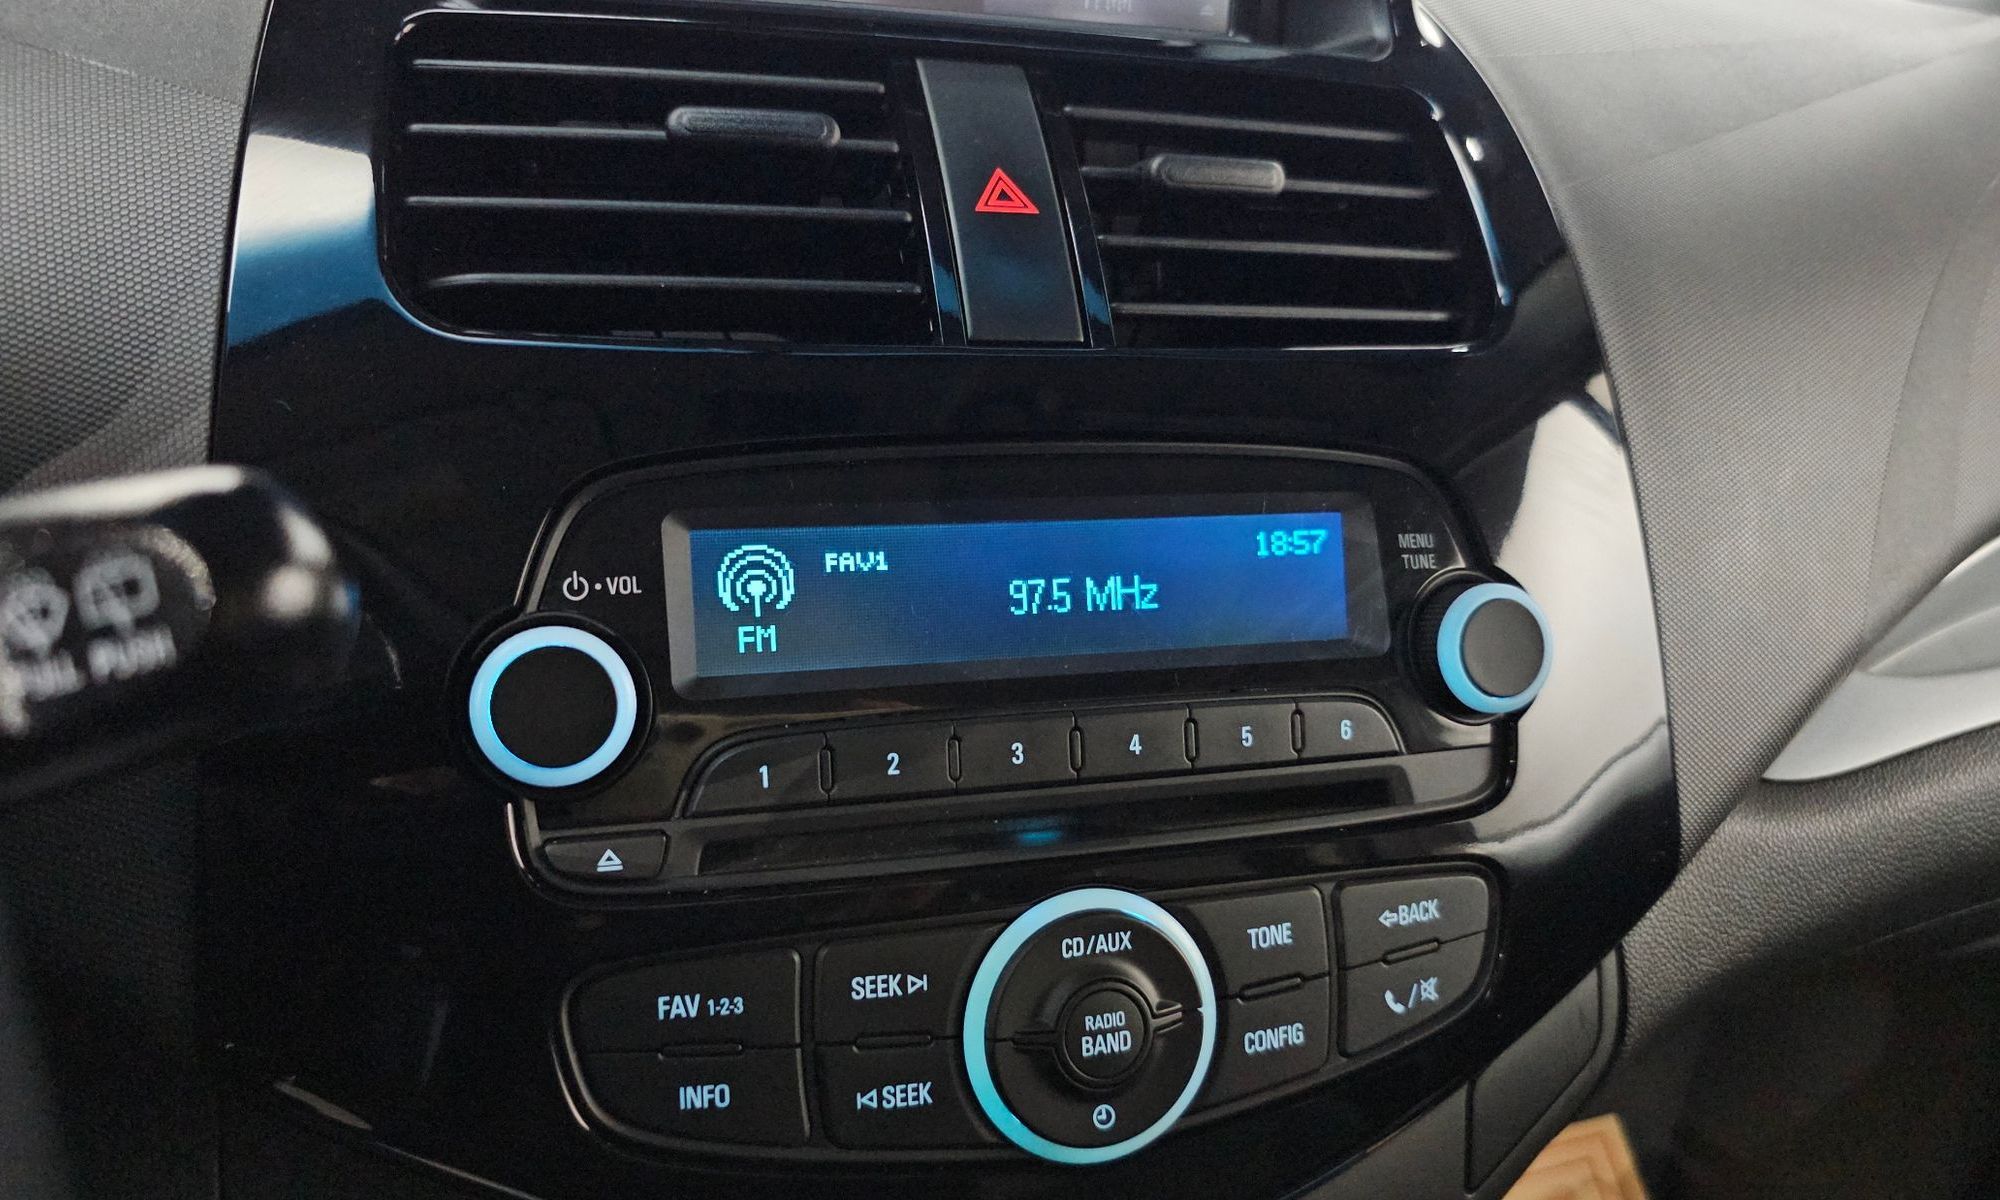 18:57
FAV1
97.5 MHz
FM
VOL
MENU
TUNE
1 2 3 4 5 6
CD/AUX
TONE
BACK
SEEK
FAV 1-2-3
RADIO
BAND
CONFIG
INFO
SEEK
PUSH